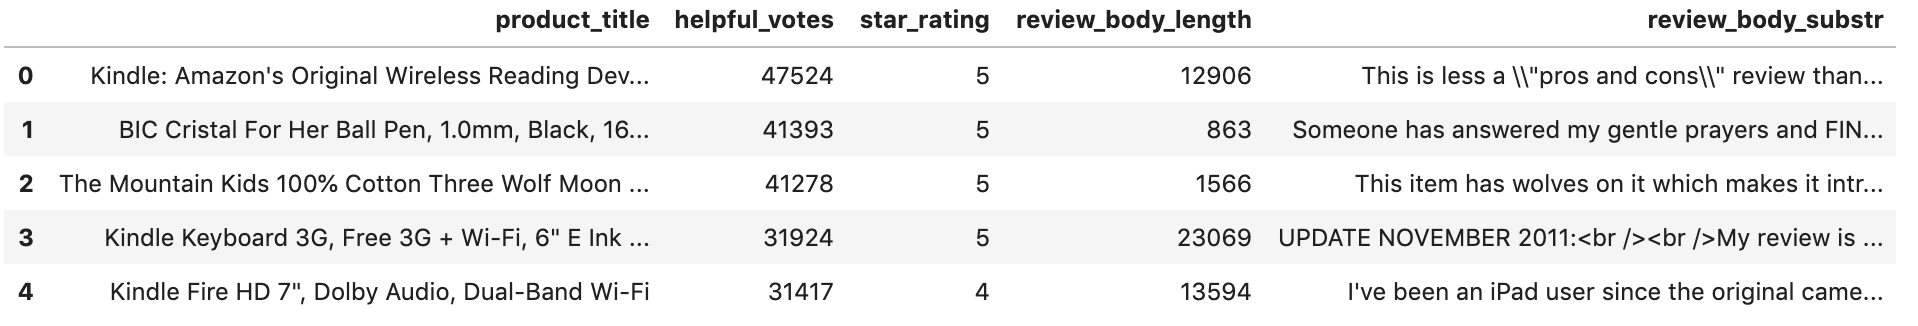 product_title helpful_votes star_rating review_body_length review_body_substr
0 Kindle: Amazon's Original Wireless Reading Dev... 47524 5 12906 This is less a \\"pros and cons\\" review than...
1 BIC Cristal For Her Ball Pen, 1.0mm, Black, 16... 41393 5 863 Someone has answered my gentle prayers and FIN...
2 The Mountain Kids 100% Cotton Three Wolf Moon ... 41278 5 1566 This item has wolves on it which makes it intr...
3 Kindle Keyboard 3G, Free 3G + Wi-Fi, 6" E Ink ... 31924 5 23069 UPDATE NOVEMBER 2011:<br /><br />My review is ...
4 Kindle Fire HD 7", Dolby Audio, Dual-Band Wi-Fi 31417 4 13594 I've been an iPad user since the original came...